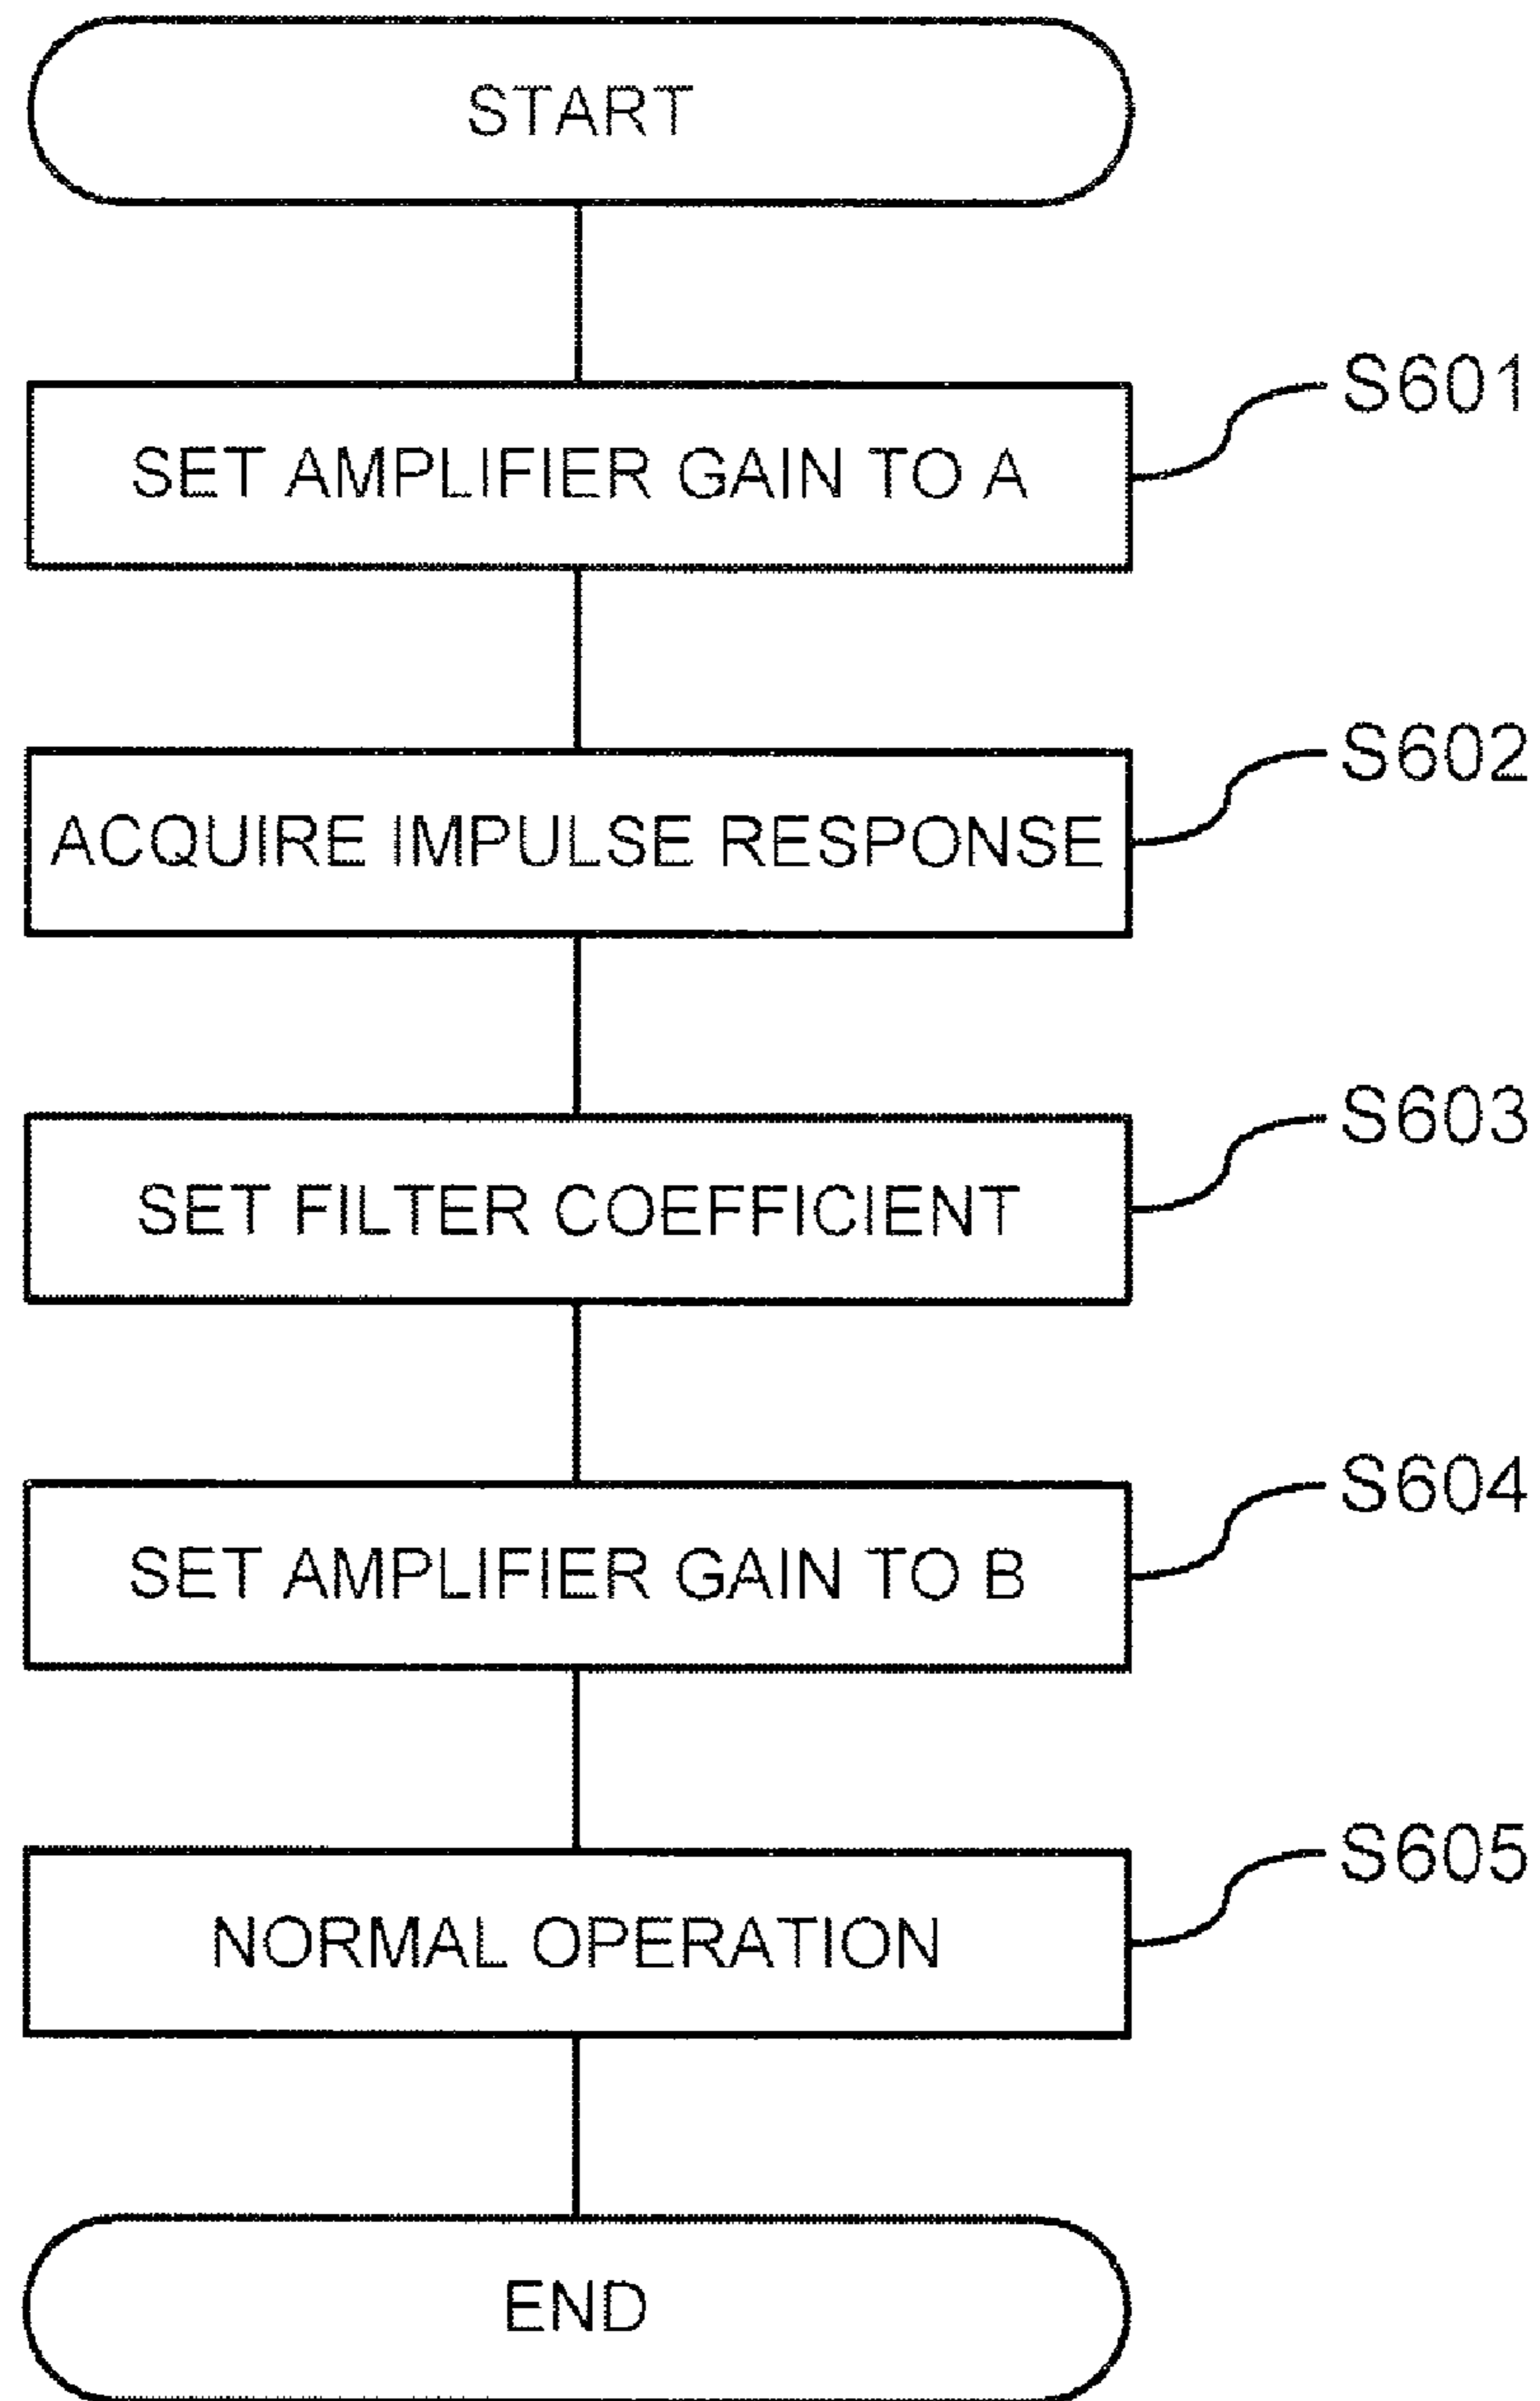 START
S601
SET AMPLIFIER GAIN TO A
S602
ACQUIRE IMPULSE RESPONSE
S603
SET FILTER COEFFICIENT
S604
SET AMPLIFIER GAIN TO B
S605
NORMAL OPERATION
END